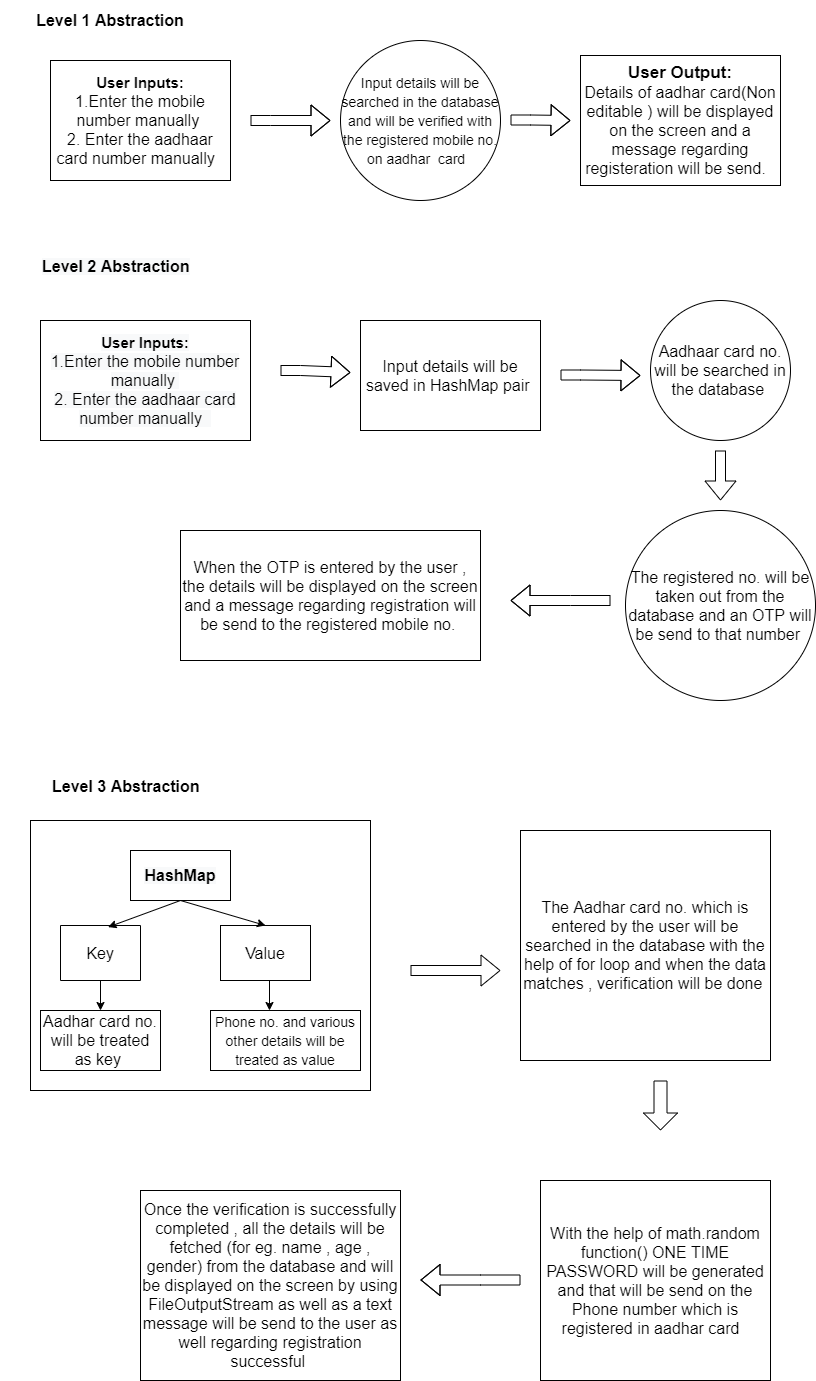 Level 1 Abstraction
User Inputs:
1.Enter the mobile
number manually
2. Enter the aadhaar
card number manually
Input details will be
searched in the database
and will be verified with
the registered mobile no.
on aadhar card
User Output:
Details of aadhar card(Non
editable ) will be displayed
on the screen and a
message regarding
registeration will be send.
Level 2 Abstraction
User Inputs:
1.Enter the mobile number
manually
2. Enter the aadhaar card
number manually
Input details will be
saved in HashMap pair
Aadhaar card no.
will be searched in
the database
The registered no. will be
taken out from the
database and an OTP will
be send to that number
When the OTP is entered by the user ,
the details will be displayed on the screen
and a message regarding registration will
be send to the registered mobile no.
Level 3 Abstraction
HashMap
Key
Value
Aadhar card no.
will be treated
as key
Phone no. and various
other details will be
treated as value
The Aadhar card no. which is
entered by the user will be
searched in the database with the
help of for loop and when the data
matches , verification will be done
With the help of math.random
function() ONE TIME
PASSWORD will be generated
and that will be send on the
Phone number which is
registered in aadhar card
Once the verification is successfully
completed , all the details will be
fetched (for eg. name , age ,
gender) from the database and will
be displayed on the screen by using
FileOutputStream as well as a text
message will be send to the user as
well regarding registration
successful